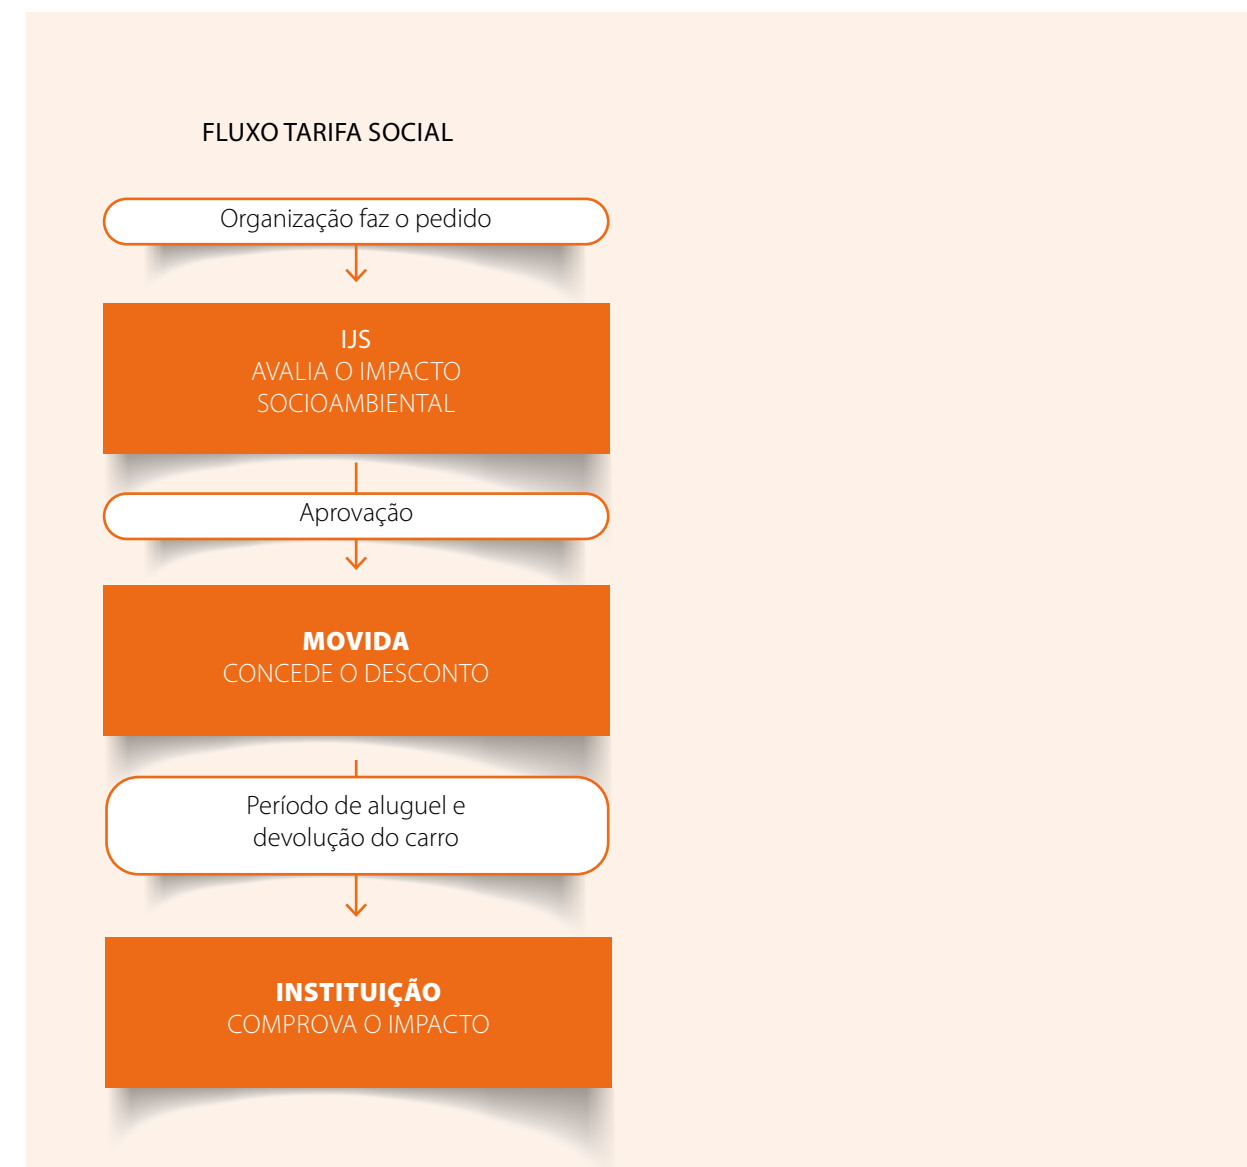 FLUXO TARIFA SOCIAL
Organização faz o pedido
IJS
AVALIA O IMPACTO
SOCIOAMBIENTAL
Aprovação
MOVIDA
CONCEDE O DESCONTO
Período de aluguel e
devolução do carro
INSTITUIÇÃO
COMPROVA O IMPACTO